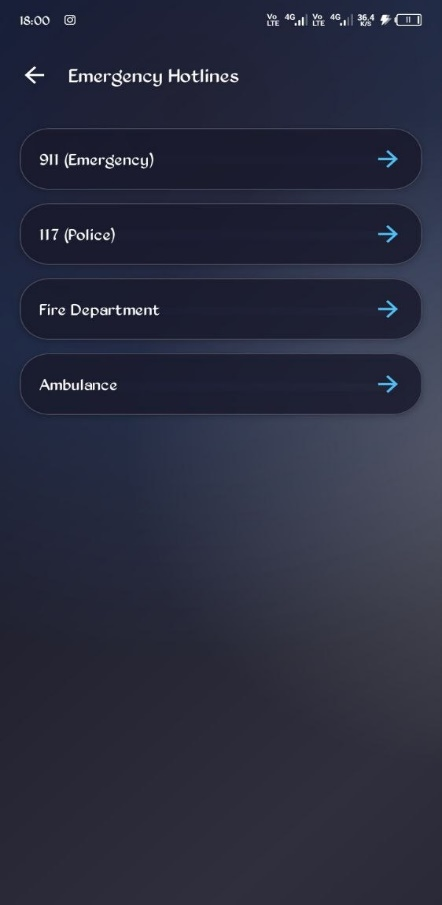 18:00 Vo LTE 4G Vo LTE 4G 36.4 K/S 11
Emergency Hotlines
911 (Emergency)
117 (Police)
Fire Department
Ambulance